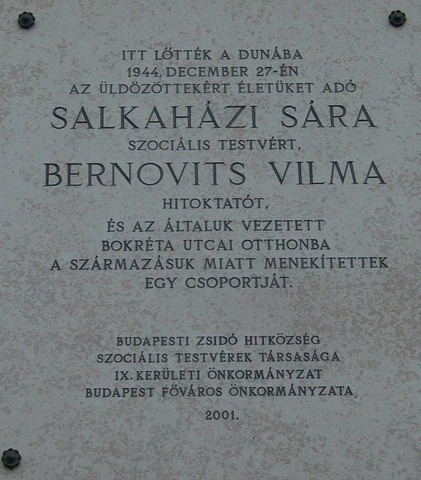 ITT LŐTTÉK A DUNÁBA
1944. DECEMBER 27-ÉN
AZ ÜLDÖZÖTTEKÉRT ÉLETÜKET ADÓ
SALKAHÁZI SÁRA
SZOCIÁLIS TESTVÉRT,
BERNOVITS VILMA
HITOKTATÓT,
ÉS AZ ÁLTALUK VEZETETT
BOKRÉTA UTCAI OTTHONBA
A SZÁRMAZÁSUK MIATT MENEKÍTETTEK
EGY CSOPORTJÁT.
BUDAPESTI ZSIDÓ HITKÖZSÉG
SZOCIÁLIS TESTVÉREK TÁRSASÁGA
IX. KERÜLETI ÖNKORMÁNYZAT
BUDAPEST FŐVÁROS ÖNKORMÁNYZATA
2001.